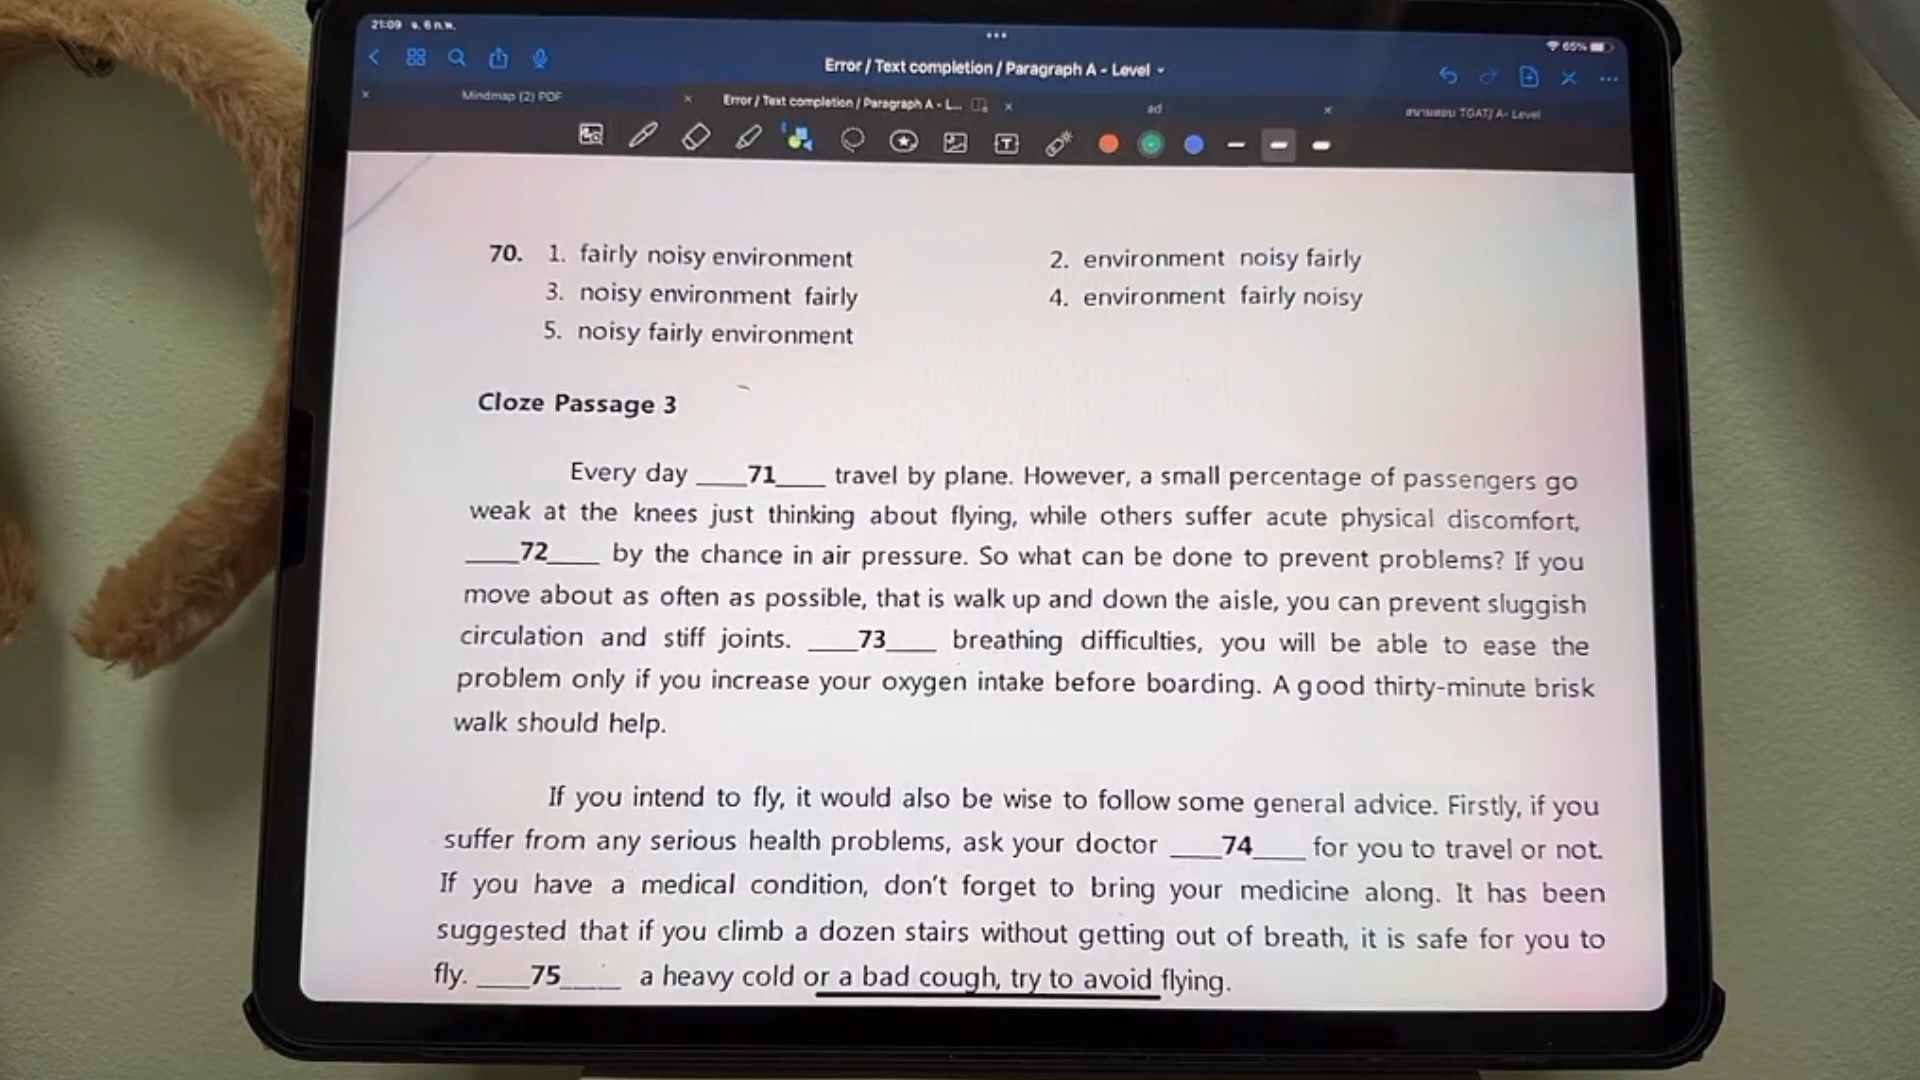 21:09 จ. 6 ก.พ.
65%
Error / Text completion / Paragraph A - Level
Mindmap (2) PDF
Error / Text completion / Paragraph A - L...
ad
TGAT/ A- Level
70. 1. fairly noisy environment 2. environment noisy fairly
3. noisy environment fairly 4. environment fairly noisy
5. noisy fairly environment
Cloze Passage 3
Every day ____71____ travel by plane. However, a small percentage of passengers go
weak at the knees just thinking about flying, while others suffer acute physical discomfort,
____72____ by the chance in air pressure. So what can be done to prevent problems? If you
move about as often as possible, that is walk up and down the aisle, you can prevent sluggish
circulation and stiff joints. ____73____ breathing difficulties, you will be able to ease the
problem only if you increase your oxygen intake before boarding. A good thirty-minute brisk
walk should help.
If you intend to fly, it would also be wise to follow some general advice. Firstly, if you
suffer from any serious health problems, ask your doctor ____74____ for you to travel or not.
If you have a medical condition, don't forget to bring your medicine along. It has been
suggested that if you climb a dozen stairs without getting out of breath, it is safe for you to
fly. ____75____ a heavy cold or a bad cough, try to avoid flying.